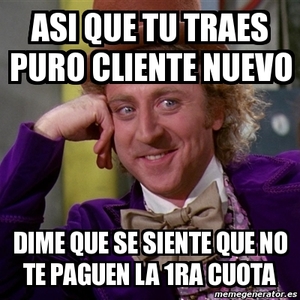 ASI QUE TU TRAES
PURO CLIENTE NUEVO
DIME QUE SE SIENTE QUE NO
TE PAGUEN LA 1RA CUOTA
memegenerator.es